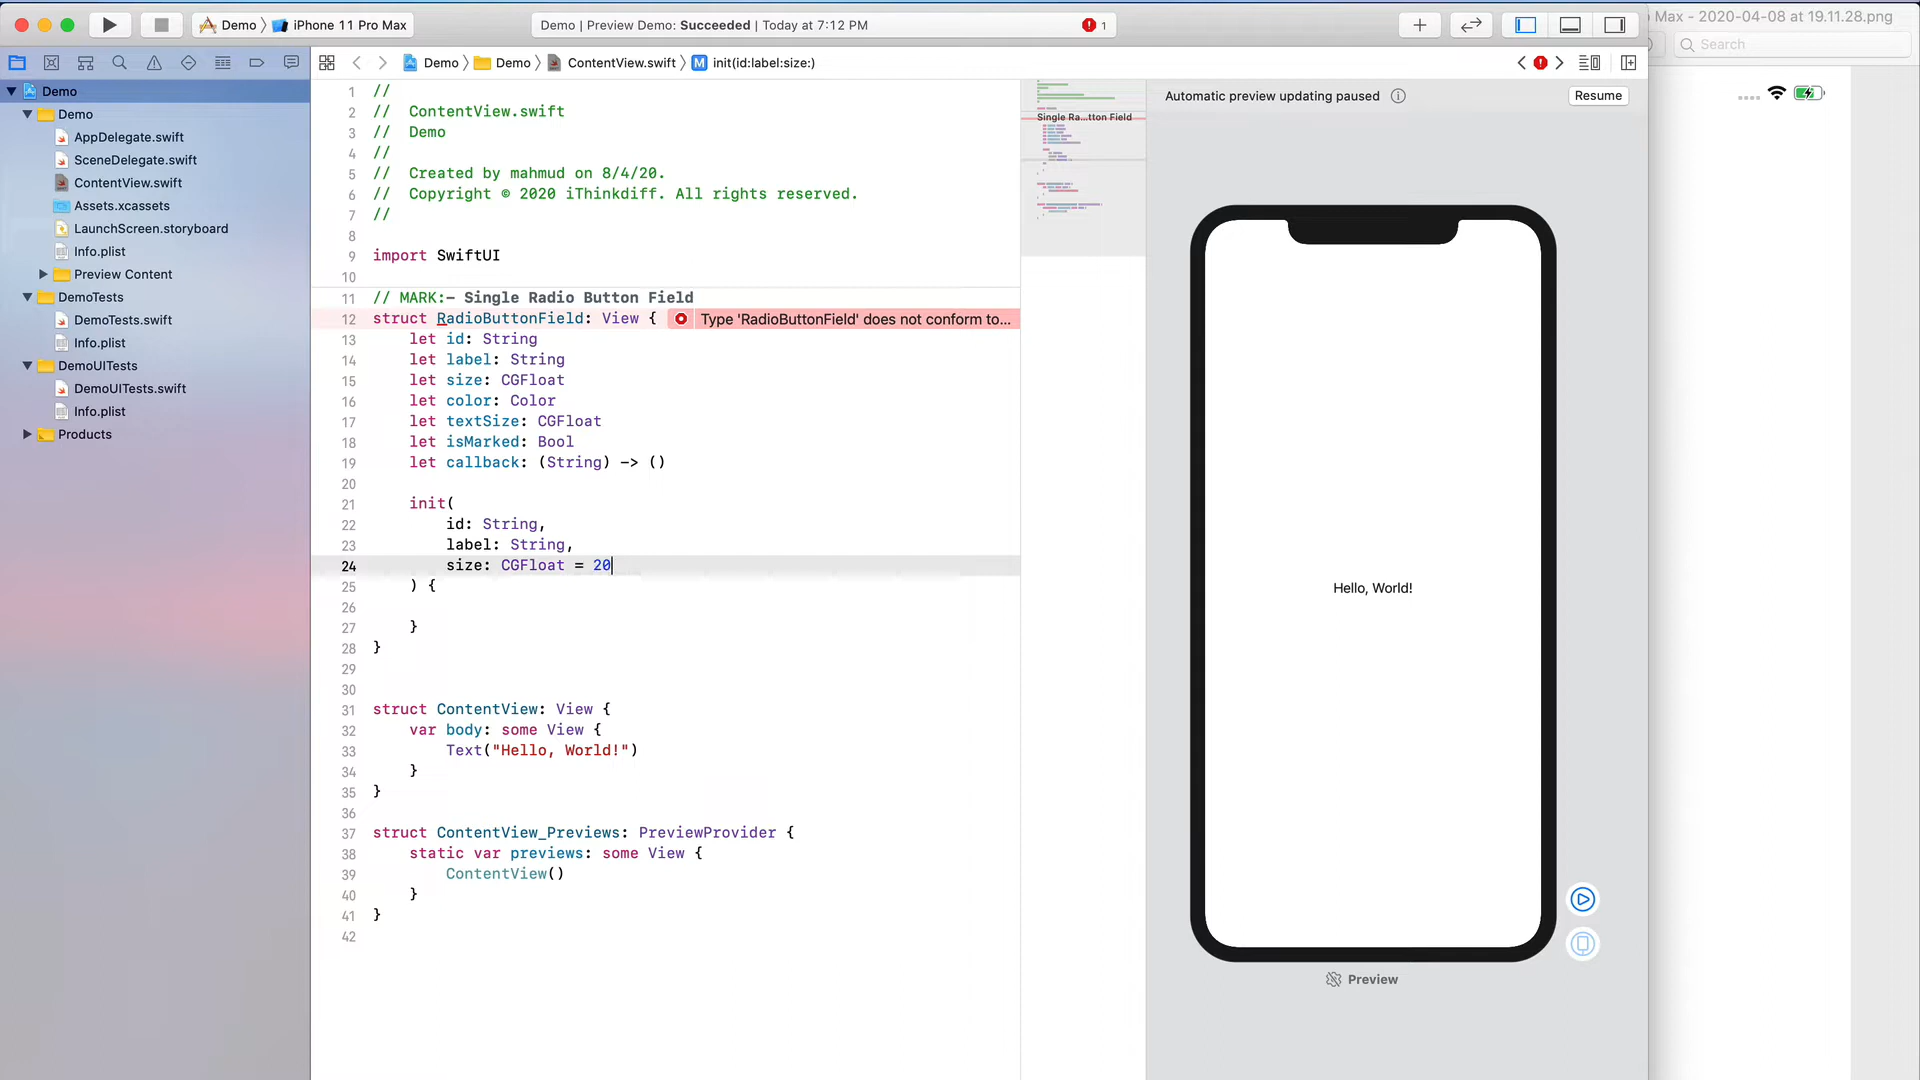 Demo
iPhone 11 Pro Max
Demo | Preview Demo: Succeeded | Today at 7:12 PM
1
Max - 2020-04-08 at 19.11.28.png
Search
Demo
Demo
ContentView.swift
M
init(id:label:size:)
Demo
Demo
AppDelegate.swift
SceneDelegate.swift
ContentView.swift
Assets.xcassets
LaunchScreen.storyboard
Info.plist
Preview Content
DemoTests
DemoTests.swift
Info.plist
DemoUITests
DemoUITests.swift
Info.plist
Products
1 //
2 //  ContentView.swift
3 //  Demo
4 //
5 //  Created by mahmud on 8/4/20.
6 //  Copyright © 2020 iThinkdiff. All rights reserved.
7 //
8
9 import SwiftUI
10
11 // MARK:- Single Radio Button Field
12 struct RadioButtonField: View { Type 'RadioButtonField' does not conform to...
13     let id: String
14     let label: String
15     let size: CGFloat
16     let color: Color
17     let textSize: CGFloat
18     let isMarked: Bool
19     let callback: (String) -> ()
20
21     init(
22         id: String,
23         label: String,
24         size: CGFloat = 20
25     ) {
26
27     }
28 }
29
30
31 struct ContentView: View {
32     var body: some View {
33         Text("Hello, World!")
34     }
35 }
36
37 struct ContentView_Previews: PreviewProvider {
38     static var previews: some View {
39         ContentView()
40     }
41 }
42
Single Ra...tton Field
Automatic preview updating paused
Resume
Hello, World!
Preview